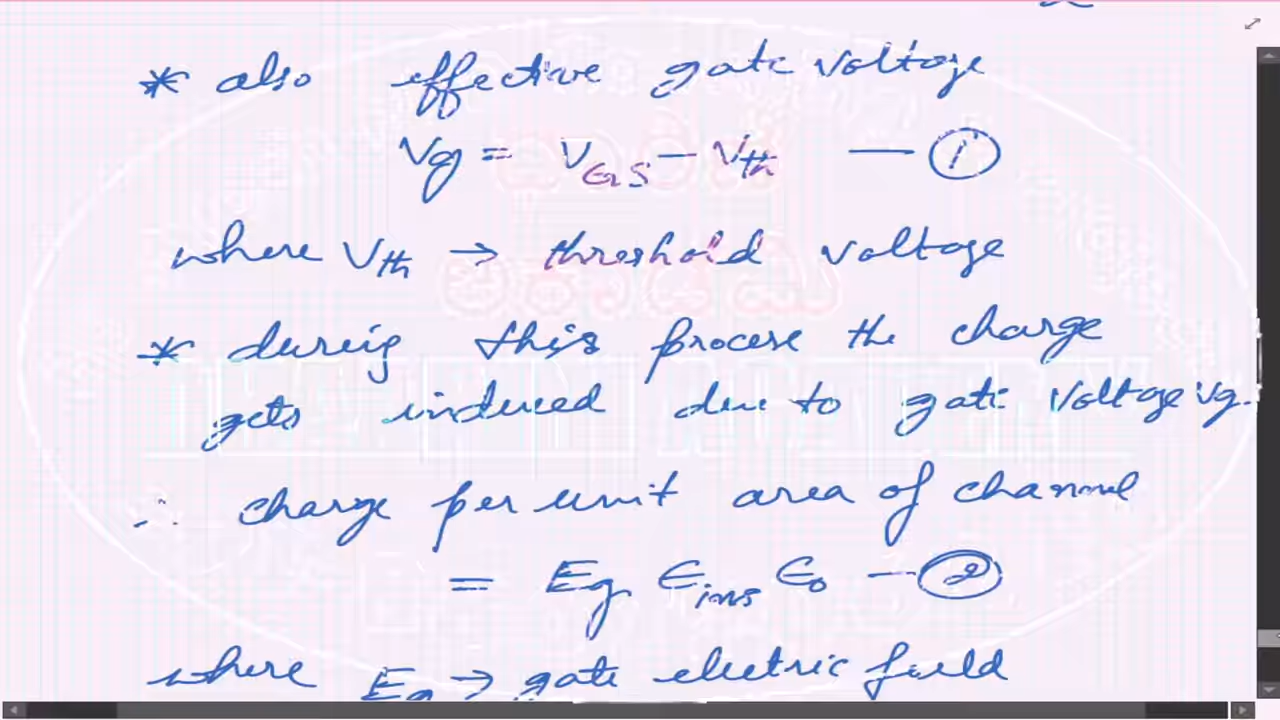 * also effective gate voltage
Vg = VGS - Vth — ①
where Vth → threshold voltage
* during this process the charge
gets induced due to gate voltage Vg.
∴ charge per unit area of channel
= Eg ϵins ϵo — ②
where Eg → gate electric field